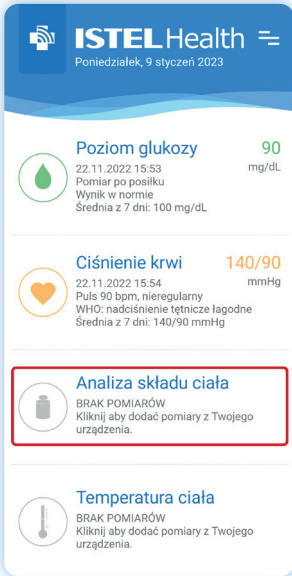 ISTEL Health
Poniedziałek, 9 styczeń 2023
Poziom glukozy 90
22.11.2022 15:53 mg/dL
Pomiar po posiłku
Wynik w normie
Średnia z 7 dni: 100 mg/dL
Ciśnienie krwi 140/90
22.11.2022 15:54 mmHg
Puls 90 bpm, nieregularny
WHO: nadciśnienie tętnicze łagodne
Średnia z 7 dni: 140/90 mmHg
Analiza składu ciała
BRAK POMIARÓW
Kliknij aby dodać pomiary z Twojego
urządzenia.
Temperatura ciała
BRAK POMIARÓW
Kliknij aby dodać pomiary z Twojego
urządzenia.